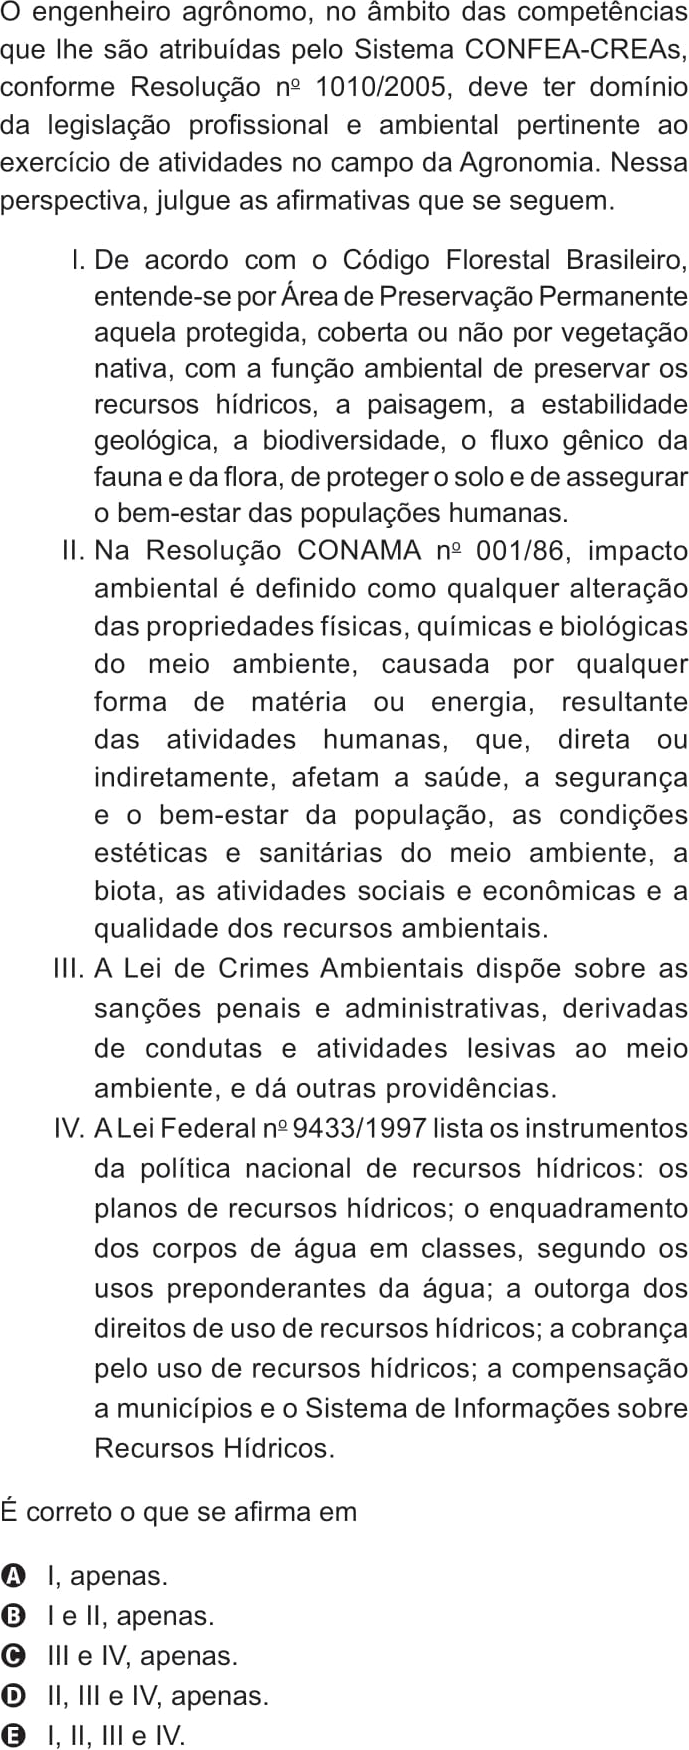 O engenheiro agrônomo, no âmbito das competências
que lhe são atribuídas pelo Sistema CONFEA-CREAs,
conforme Resolução nº 1010/2005, deve ter domínio
da legislação profissional e ambiental pertinente ao
exercício de atividades no campo da Agronomia. Nessa
perspectiva, julgue as afirmativas que se seguem.
I. De acordo com o Código Florestal Brasileiro,
entende-se por Área de Preservação Permanente
aquela protegida, coberta ou não por vegetação
nativa, com a função ambiental de preservar os
recursos hídricos, a paisagem, a estabilidade
geológica, a biodiversidade, o fluxo gênico da
fauna e da flora, de proteger o solo e de assegurar
o bem-estar das populações humanas.
II. Na Resolução CONAMA nº 001/86, impacto
ambiental é definido como qualquer alteração
das propriedades físicas, químicas e biológicas
do meio ambiente, causada por qualquer
forma de matéria ou energia, resultante
das atividades humanas, que, direta ou
indiretamente, afetam a saúde, a segurança
e o bem-estar da população, as condições
estéticas e sanitárias do meio ambiente, a
biota, as atividades sociais e econômicas e a
qualidade dos recursos ambientais.
III. A Lei de Crimes Ambientais dispõe sobre as
sanções penais e administrativas, derivadas
de condutas e atividades lesivas ao meio
ambiente, e dá outras providências.
IV. A Lei Federal nº 9433/1997 lista os instrumentos
da política nacional de recursos hídricos: os
planos de recursos hídricos; o enquadramento
dos corpos de água em classes, segundo os
usos preponderantes da água; a outorga dos
direitos de uso de recursos hídricos; a cobrança
pelo uso de recursos hídricos; a compensação
a municípios e o Sistema de Informações sobre
Recursos Hídricos.
É correto o que se afirma em
A I, apenas.
B I e II, apenas.
C III e IV, apenas.
D II, III e IV, apenas.
E I, II, III e IV.